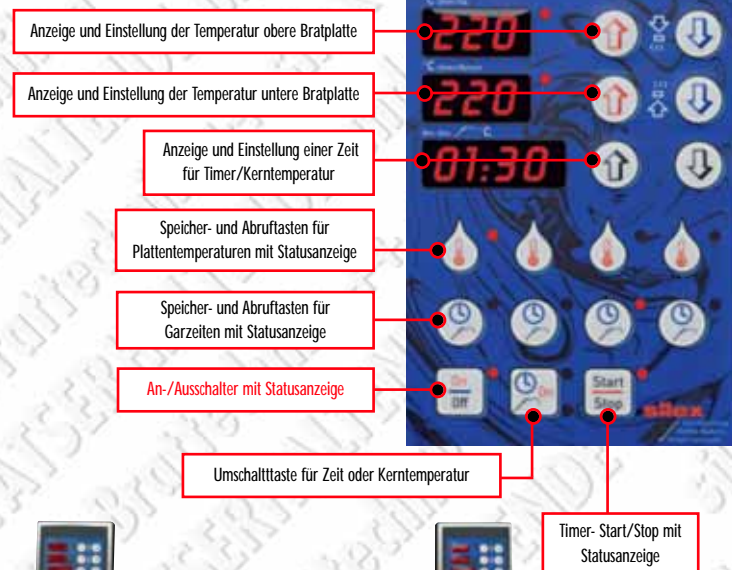 Anzeige und Einstellung der Temperatur obere Bratplatte
220
Anzeige und Einstellung der Temperatur untere Bratplatte
220
Anzeige und Einstellung einer Zeit
für Timer/Kerntemperatur
01:30
Speicher- und Abruftasten für
Plattentemperaturen mit Statusanzeige
Speicher- und Abruftasten für
Garzeiten mit Statusanzeige
An-/Ausschalter mit Statusanzeige
On
Off
On
Start
Stop
silex
Umschalttaste für Zeit oder Kerntemperatur
Timer- Start/Stop mit
Statusanzeige